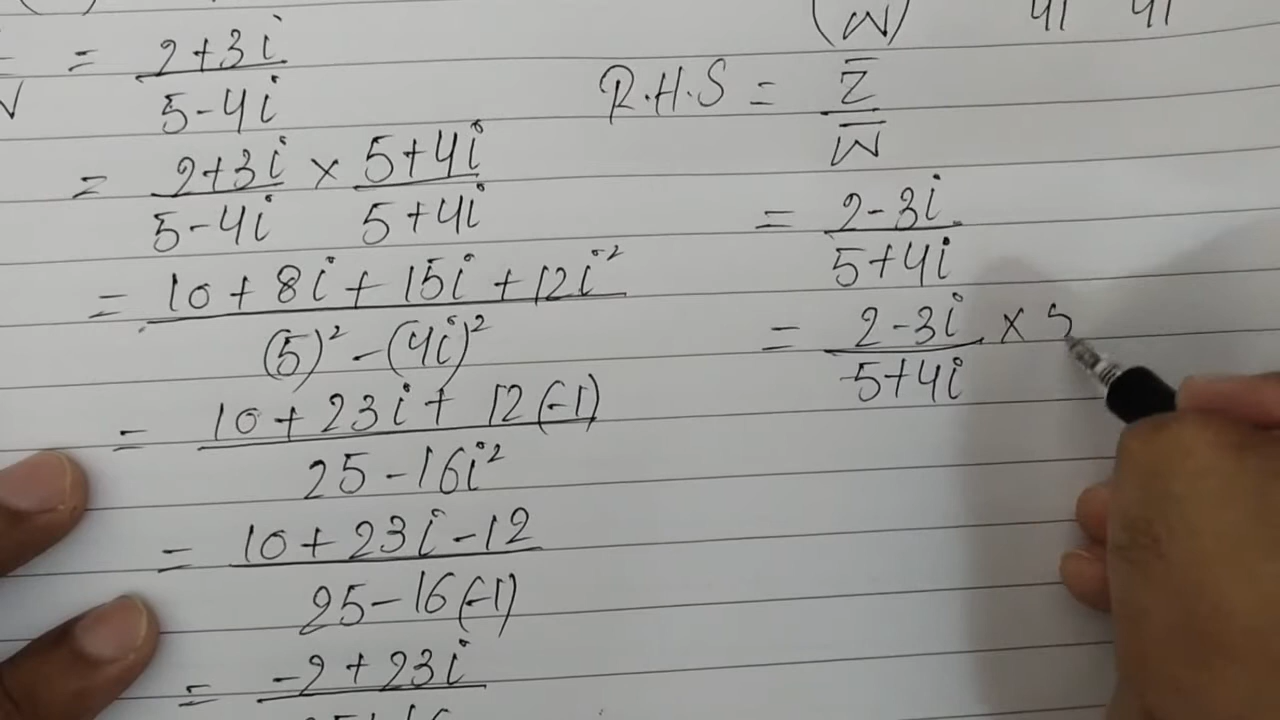 = 2+3i / 5-4i
= 2+3i / 5-4i × 5+4i / 5+4i
= 10+8i+15i+12i² / (5)²-(4i)²
= 10+23i+12(-1) / 25-16i²
= 10+23i-12 / 25-16(-1)
= -2+23i
(W)
R.H.S = Z̅ / W̅
= 2-3i / 5+4i
= 2-3i / 5+4i × 5